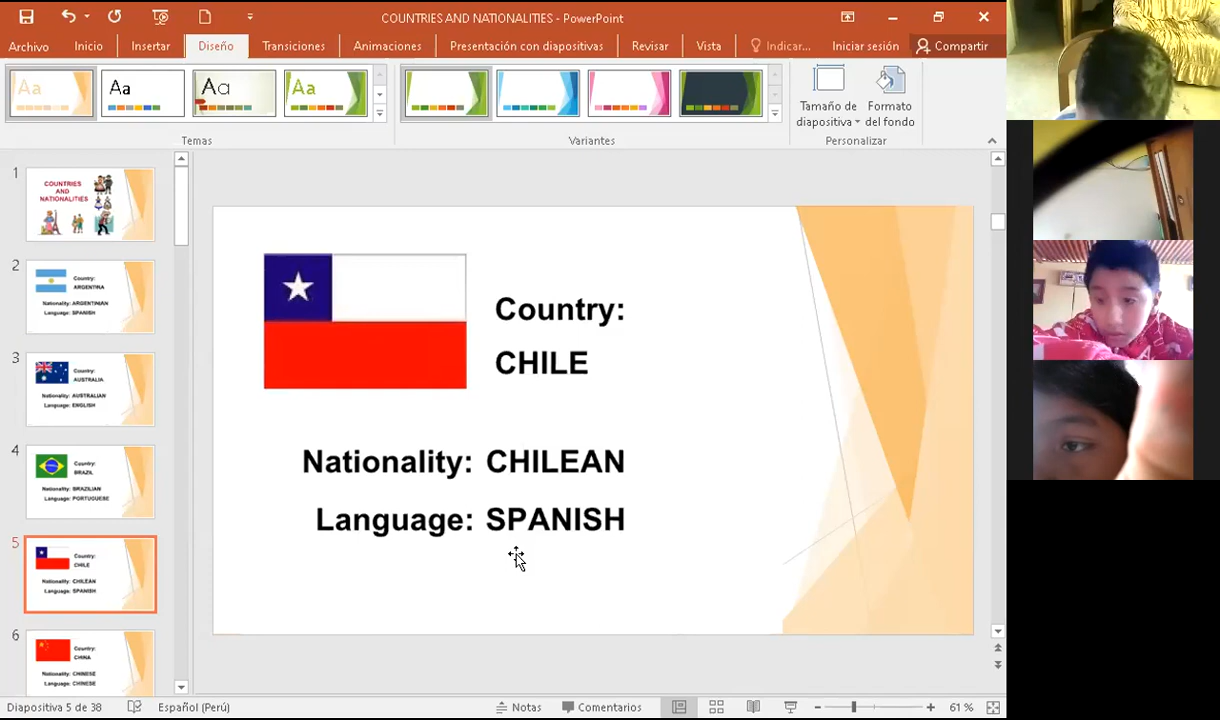 COUNTRIES AND NATIONALITIES - PowerPoint
Archivo Inicio Insertar Diseño Transiciones Animaciones Presentación con diapositivas Revisar Vista Indicar... Iniciar sesión Compartir
Aa Aa Aa Aa
Tamaño de diapositiva
Formato del fondo
Temas Variantes Personalizar
1
COUNTRIES
AND
NATIONALITIES
2
Country:
ARGENTINA
Nationality: ARGENTINIAN
Language: SPANISH
3
Country:
AUSTRALIA
Nationality: AUSTRALIAN
Language: ENGLISH
4
Country:
BRAZIL
Nationality: BRAZILIAN
Language: PORTUGUESE
5
Country:
CHILE
Nationality: CHILEAN
Language: SPANISH
6
Country:
CHINA
Nationality: CHINESE
Language: CHINESE
Country:
CHILE
Nationality: CHILEAN
Language: SPANISH
Diapositiva 5 de 38 Español (Perú) Notas Comentarios 61 %